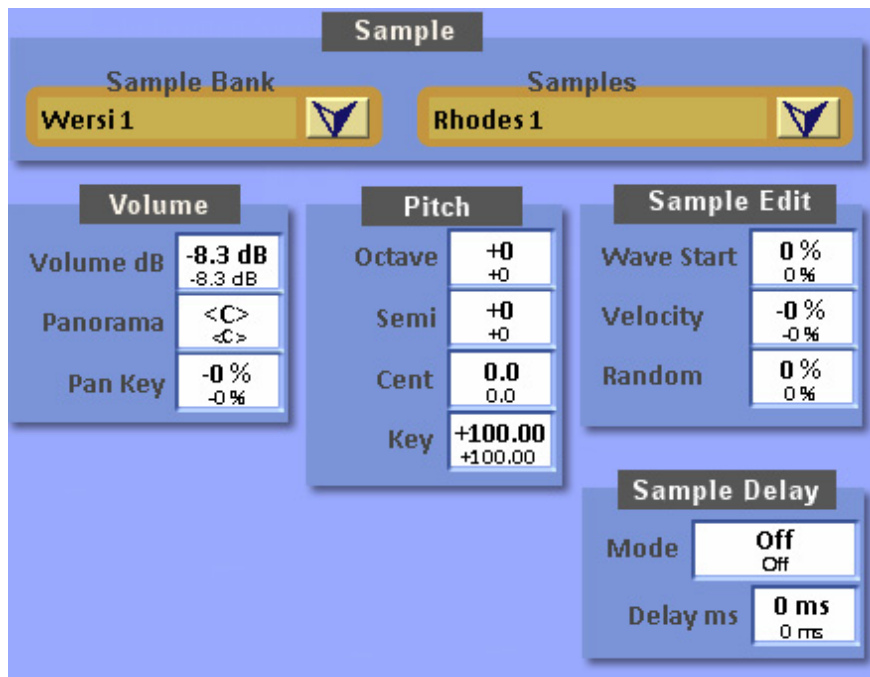 Sample
Sample Bank
Samples
Wersi 1
Rhodes 1
Volume
Volume dB
-8.3 dB
-8.3 dB
Panorama
<C>
<C>
Pan Key
-0 %
-0 %
Pitch
Octave
+0
+0
Semi
+0
+0
Cent
0.0
0.0
Key
+100.00
+100.00
Sample Edit
Wave Start
0 %
0 %
Velocity
-0 %
-0 %
Random
0 %
0 %
Sample Delay
Mode
Off
Off
Delay ms
0 ms
0 ms